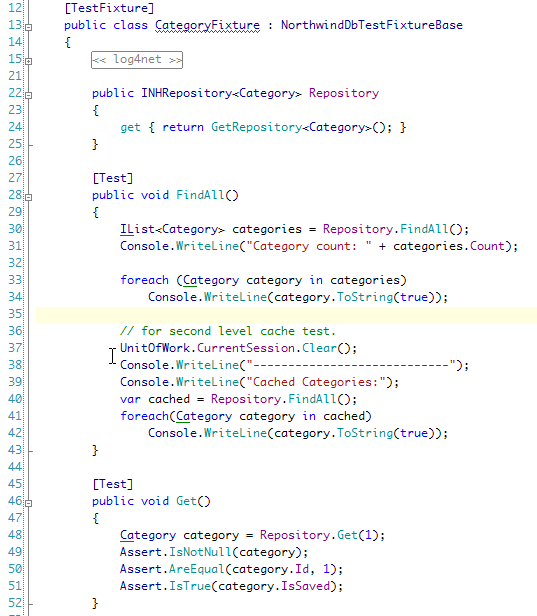 12 [TestFixture]
13 public class CategoryFixture : NorthwindDbTestFixtureBase
14 {
15 << log4net >>
21
22 public INHRepository<Category> Repository
23 {
24 get { return GetRepository<Category>(); }
25 }
26
27 [Test]
28 public void FindAll()
29 {
30 IList<Category> categories = Repository.FindAll();
31 Console.WriteLine("Category count: " + categories.Count);
32
33 foreach (Category category in categories)
34 Console.WriteLine(category.ToString(true));
35
36 // for second level cache test.
37 UnitOfWork.CurrentSession.Clear();
38 Console.WriteLine("----------------------------");
39 Console.WriteLine("Cached Categories:");
40 var cached = Repository.FindAll();
41 foreach(Category category in cached)
42 Console.WriteLine(category.ToString(true));
43 }
44
45 [Test]
46 public void Get()
47 {
48 Category category = Repository.Get(1);
49 Assert.IsNotNull(category);
50 Assert.AreEqual(category.Id, 1);
51 Assert.IsTrue(category.IsSaved);
52 }